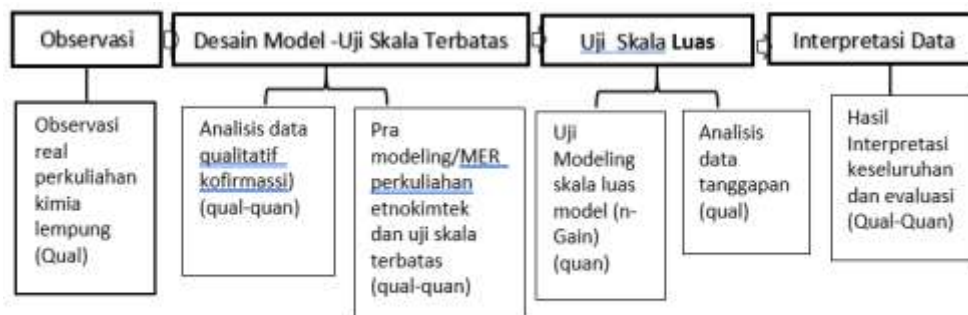 Observasi
Desain Model -Uji Skala Terbatas
Uji Skala Luas
Interpretasi Data
Observasi
real
perkuliahan
kimia
lempung
(Qual)
Analisis data
qualitatif
kofirmassi)
(qual-quan)
Pra
modeling/MER
perkuliahan
etnokimtek
dan uji skala
terbatas
(qual-quan)
Uji
Modeling
skala luas
model (n-
Gain)
(quan)
Analisis
data
tanggapan
(qual)
Hasil
Interpretasi
keseluruhan
dan evaluasi
(Qual-Quan)